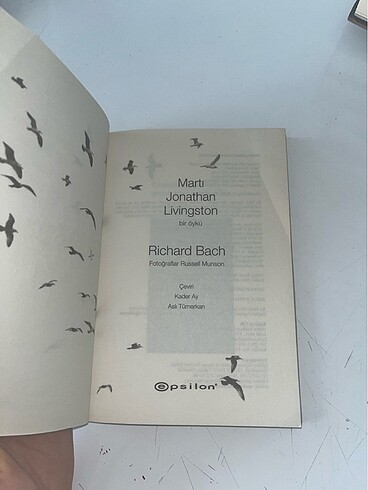 Martı
Jonathan
Livingston
bir öykü
Richard Bach
Fotoğraflar Russell Munson
Çeviri
Kader Ay
Aslı Tümerkan
epsilon®